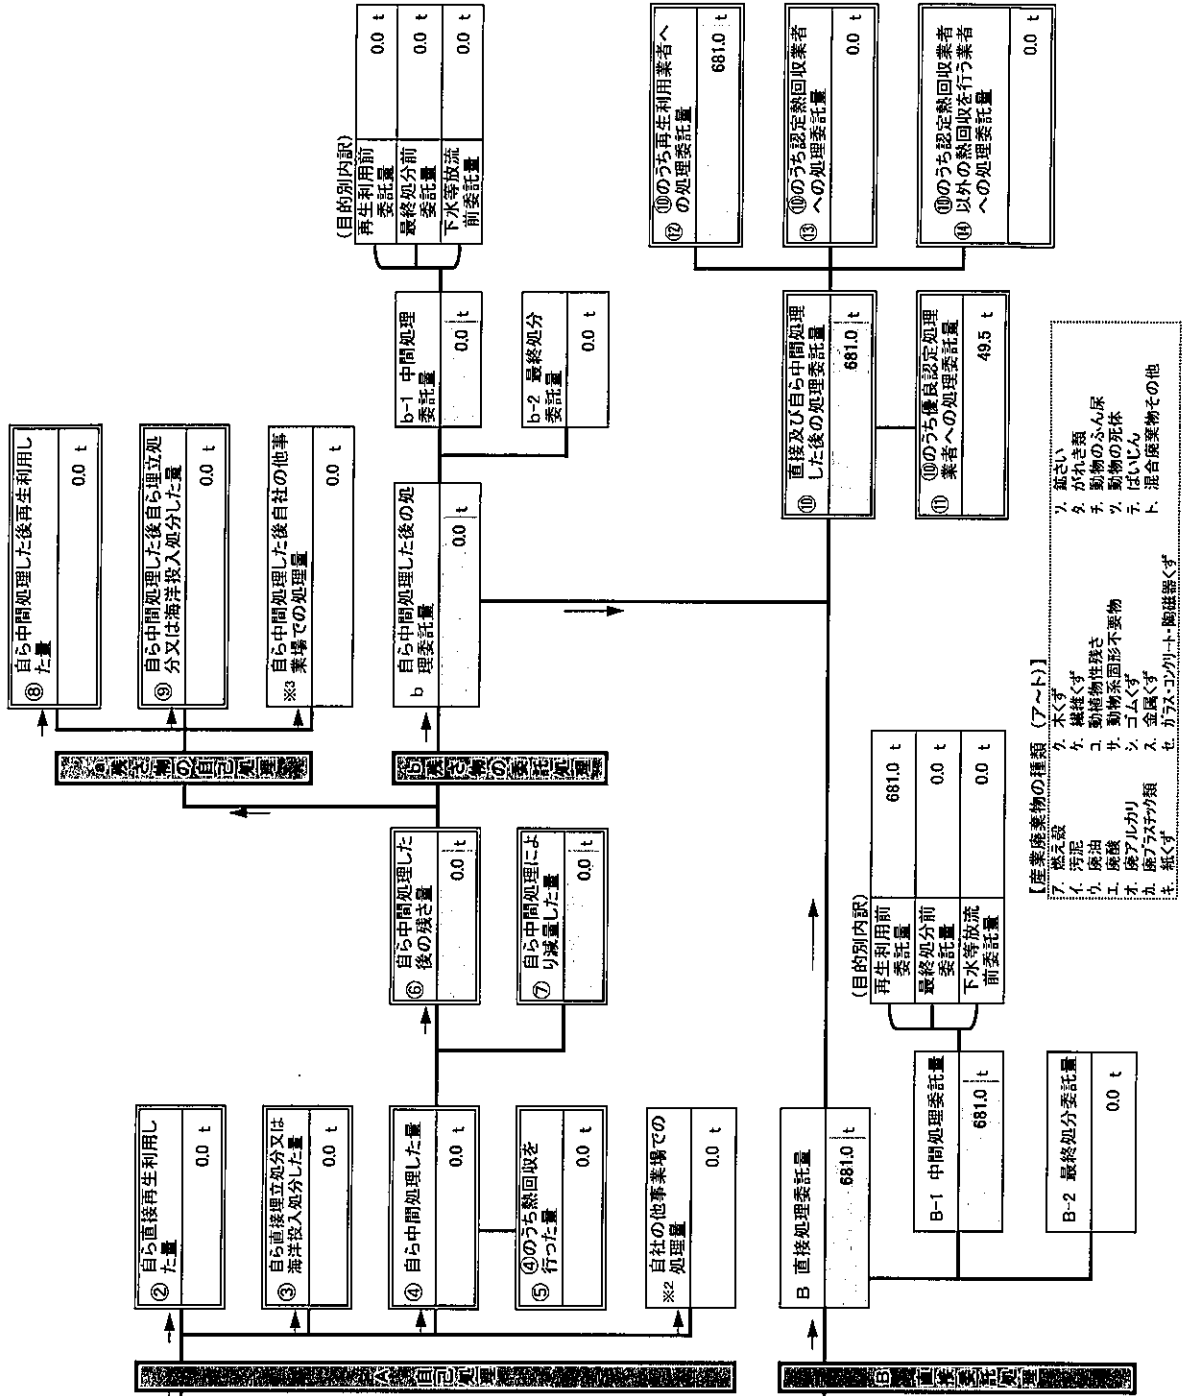 A 自己処理
② 自ら直接再生利用し
た量
0.0 t
③ 自ら直接埋立処分又は
海洋投入処分した量
0.0 t
④ 自ら中間処理した量
0.0 t
⑤ ④のうち熱回収を
行った量
0.0 t
※2 自社の他事業場での
処理量
0.0 t
⑥ 自ら中間処理した
後の残さ量
0.0 t
⑦ 自ら中間処理によ
り減量した量
0.0 t
a 残さ物の自己処理
⑧ 自ら中間処理した後再生利用し
た量
0.0 t
⑨ 自ら中間処理した後自ら埋立処
分又は海洋投入処分した量
0.0 t
※3 自ら中間処理した後自社の他事
業場での処理量
0.0 t
b 残さ物の委託処理
b 自ら中間処理した後の処
理委託量
0.0 t
b-1 中間処理
委託量
0.0 t
b-2 最終処分
委託量
0.0 t
(目的別内訳)
再生利用前
委託量
0.0 t
最終処分前
委託量
0.0 t
下水等放流
前委託量
0.0 t
B 直接委託処理
B 直接処理委託量
681.0 t
B-1 中間処理委託量
681.0 t
B-2 最終処分委託量
0.0 t
(目的別内訳)
再生利用前
委託量
681.0 t
最終処分前
委託量
0.0 t
下水等放流
前委託量
0.0 t
⑩ 直接及び自ら中間処理
した後の処理委託量
681.0 t
⑪ ⑩のうち優良認定処理
業者への処理委託量
49.5 t
⑫ ⑩のうち再生利用業者へ
の処理委託量
681.0 t
⑬ ⑩のうち認定熱回収業者
への処理委託量
0.0 t
⑭ ⑩のうち認定熱回収業者
以外の熱回収を行う業者
への処理委託量
0.0 t
【産業廃棄物の種類 (ア～ト)】
ア. 燃え殻
イ. 汚泥
ウ. 廃油
エ. 廃酸
オ. 廃アルカリ
カ. 廃プラスチック類
キ. 紙くず
ク. 木くず
ケ. 繊維くず
コ. 動植物性残さ
サ. 動物系固形不要物
シ. ゴムくず
ス. 金属くず
セ. ガラス・コンクリート・陶磁器くず
ソ. 鉱さい
タ. がれき類
チ. 動物のふん尿
ツ. 動物の死体
テ. ばいじん
ト. 混合廃棄物その他